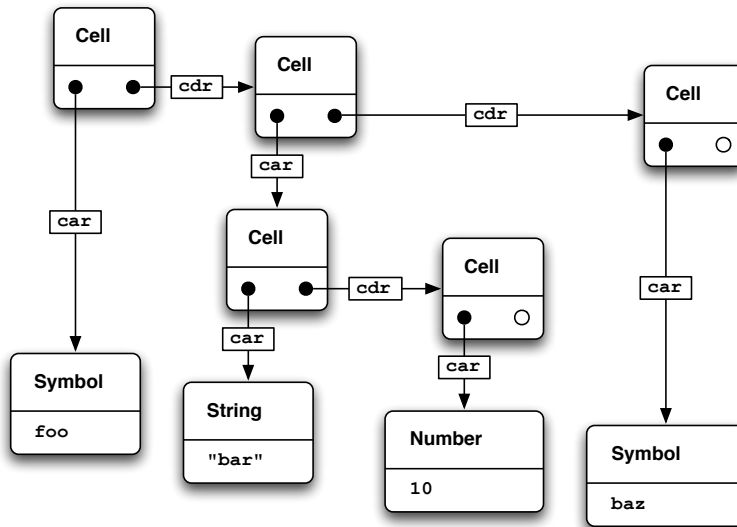 Cell
cdr
Cell
cdr
Cell
car
car
car
Cell
cdr
Cell
car
car
Symbol
foo
String
"bar"
Number
10
Symbol
baz